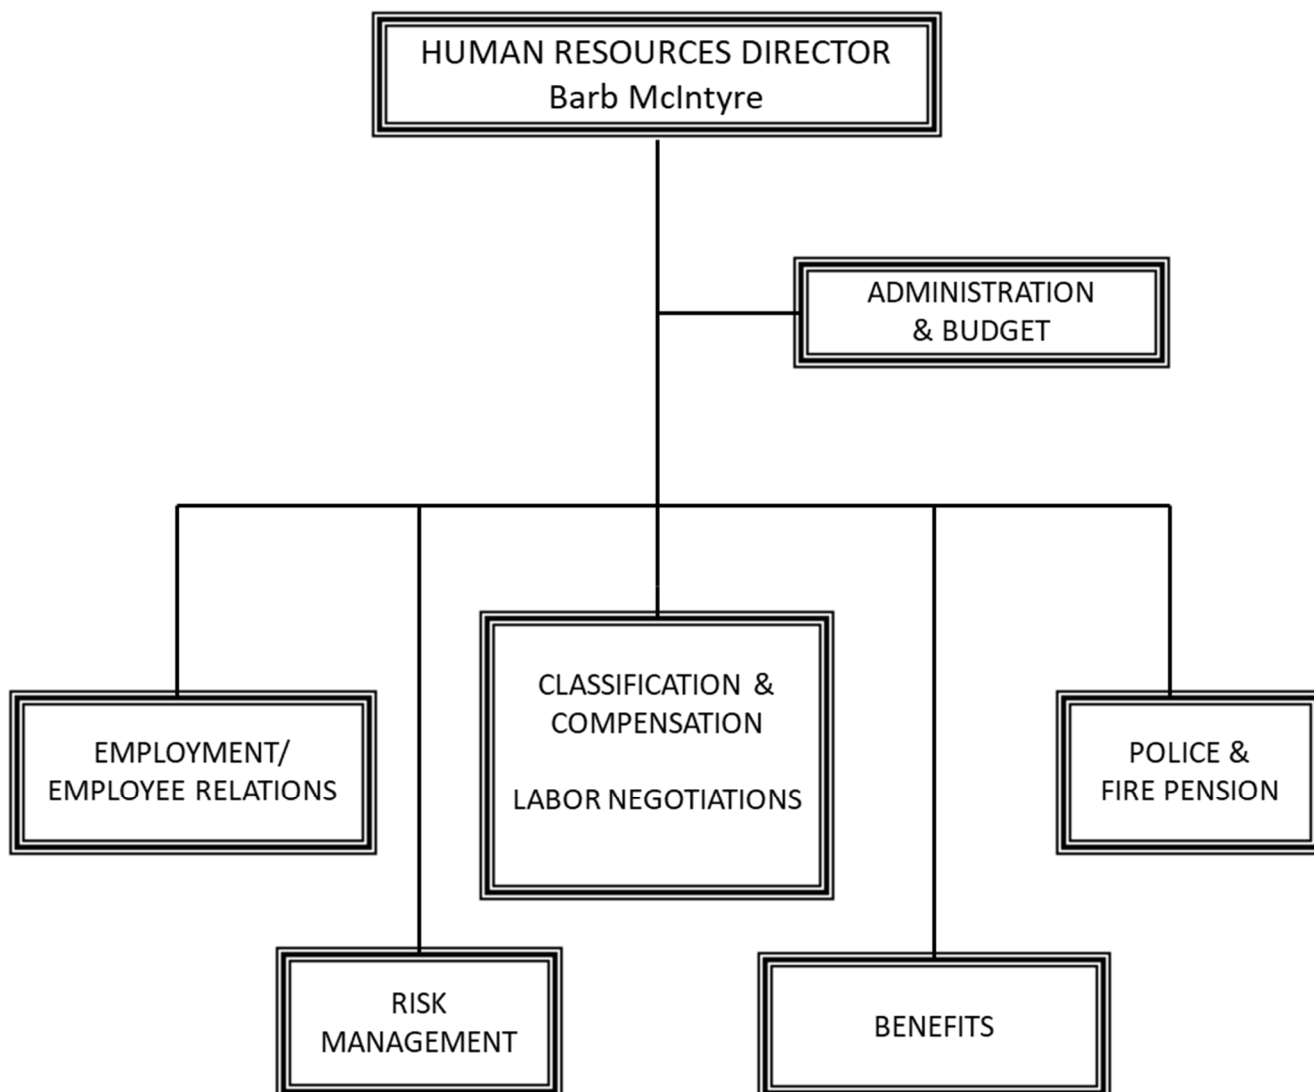 HUMAN RESOURCES DIRECTOR
Barb McIntyre
ADMINISTRATION
& BUDGET
EMPLOYMENT/
EMPLOYEE RELATIONS
CLASSIFICATION &
COMPENSATION
LABOR NEGOTIATIONS
POLICE &
FIRE PENSION
RISK
MANAGEMENT
BENEFITS